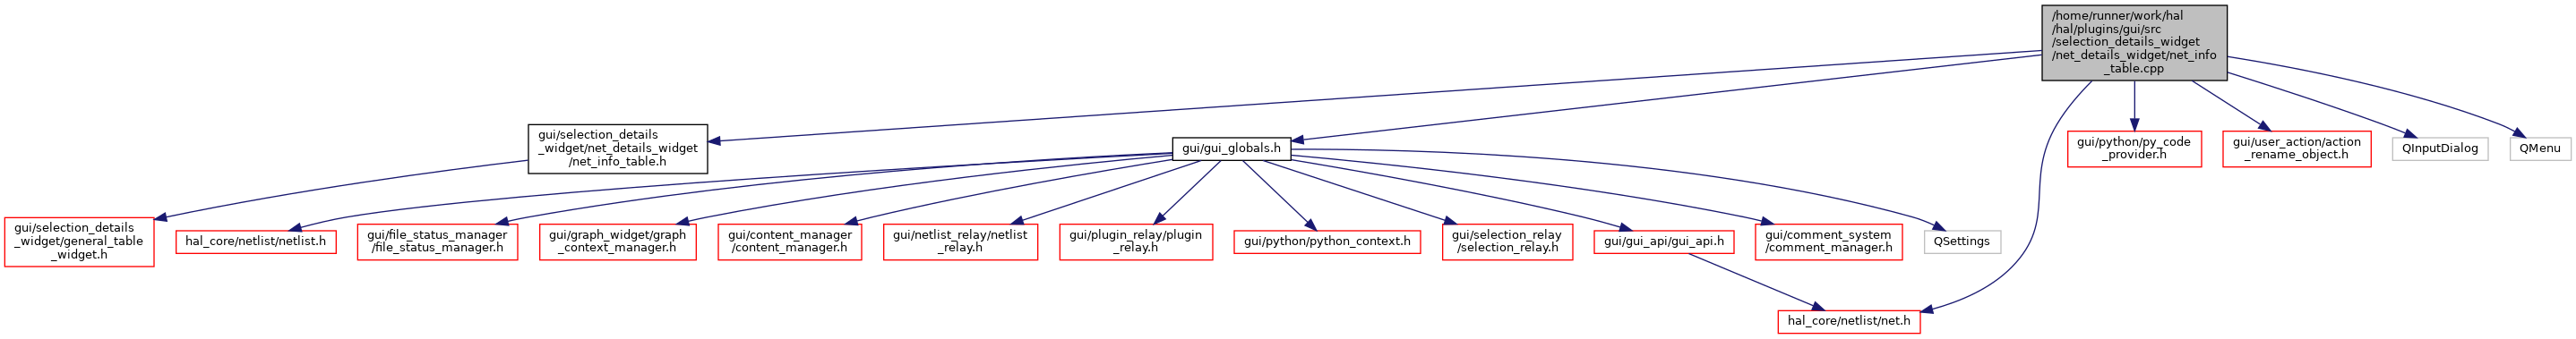 /home/runner/work/hal
/hal/plugins/gui/src
/selection_details_widget
/net_details_widget/net_info
_table.cpp
gui/selection_details
_widget/net_details_widget
/net_info_table.h
gui/gui_globals.h
gui/python/py_code
_provider.h
gui/user_action/action
_rename_object.h
QInputDialog
QMenu
gui/selection_details
_widget/general_table
_widget.h
hal_core/netlist/netlist.h
gui/file_status_manager
/file_status_manager.h
gui/graph_widget/graph
_context_manager.h
gui/content_manager
/content_manager.h
gui/netlist_relay/netlist
_relay.h
gui/plugin_relay/plugin
_relay.h
gui/python/python_context.h
gui/selection_relay
/selection_relay.h
gui/gui_api/gui_api.h
gui/comment_system
/comment_manager.h
QSettings
hal_core/netlist/net.h